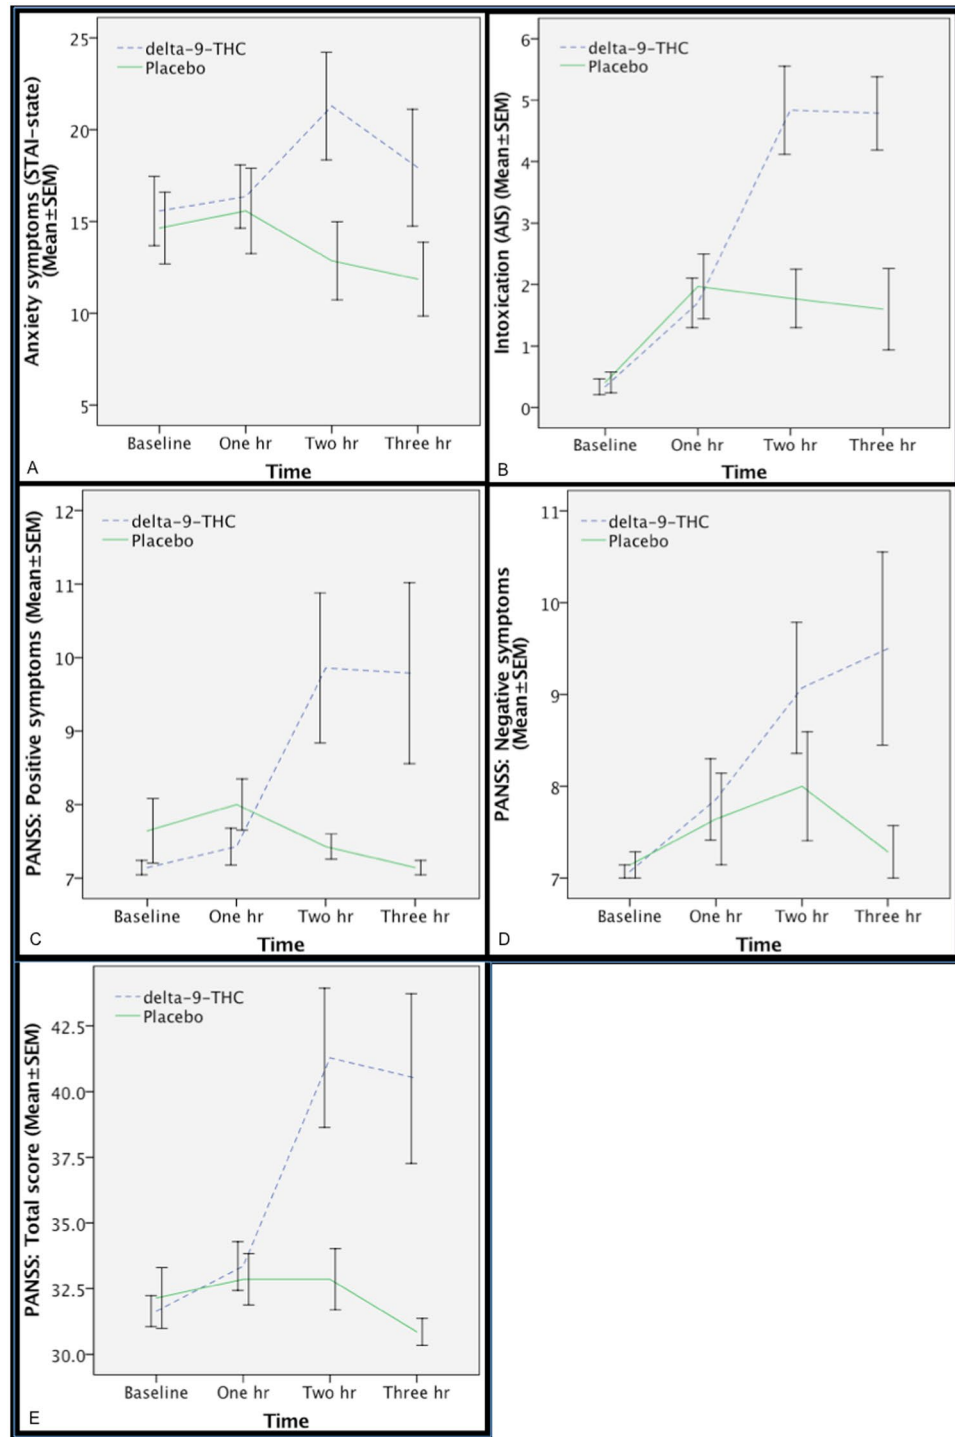 Anxiety symptoms (STAI-state)
(Mean±SEM)
25
20
15
10
5
delta-9-THC
Placebo
Baseline One hr Two hr Three hr
Time
A
Intoxication (AIS) (Mean±SEM)
6
5
4
3
2
1
0
delta-9-THC
Placebo
Baseline One hr Two hr Three hr
Time
B
PANSS: Positive symptoms (Mean±SEM)
12
11
10
9
8
7
delta-9-THC
Placebo
Baseline One hr Two hr Three hr
Time
C
PANSS: Negative symptoms
(Mean±SEM)
11
10
9
8
7
delta-9-THC
Placebo
Baseline One hr Two hr Three hr
Time
D
PANSS: Total score (Mean±SEM)
42.5
40.0
37.5
35.0
32.5
30.0
delta-9-THC
Placebo
Baseline One hr Two hr Three hr
Time
E